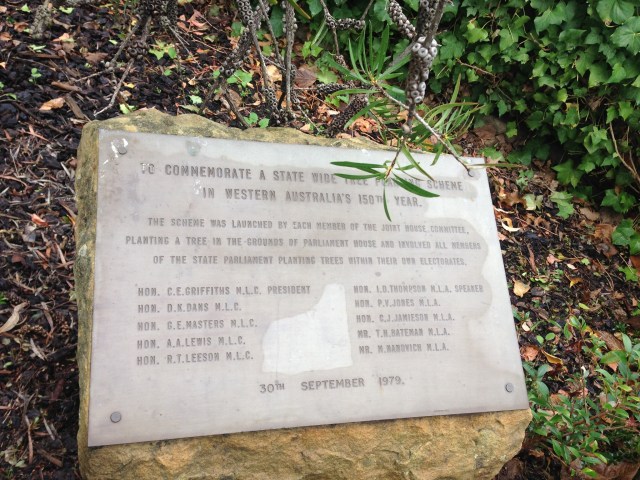 TO COMMEMORATE A STATE WIDE TREE PLANTING SCHEME
IN WESTERN AUSTRALIA'S 150TH YEAR.
THE SCHEME WAS LAUNCHED BY EACH MEMBER OF THE JOINT HOUSE COMMITTEE,
PLANTING A TREE IN THE GROUNDS OF PARLIAMENT HOUSE AND INVOLVED ALL MEMBERS
OF THE STATE PARLIAMENT PLANTING TREES WITHIN THEIR OWN ELECTORATES.
HON. C.E. GRIFFITHS M.L.C. PRESIDENT
HON. D.K. DANS M.L.C.
HON. G.E. MASTERS M.L.C.
HON. A.A. LEWIS M.L.C.
HON. R.T. LEESON M.L.C.
HON. I.D. THOMPSON M.L.A. SPEAKER
HON. P.V. JONES M.L.A.
HON. C.J. JAMIESON M.L.A.
MR. T.H. BATEMAN M.L.A.
MR. M. NANOVICH M.L.A.
30TH SEPTEMBER 1979.